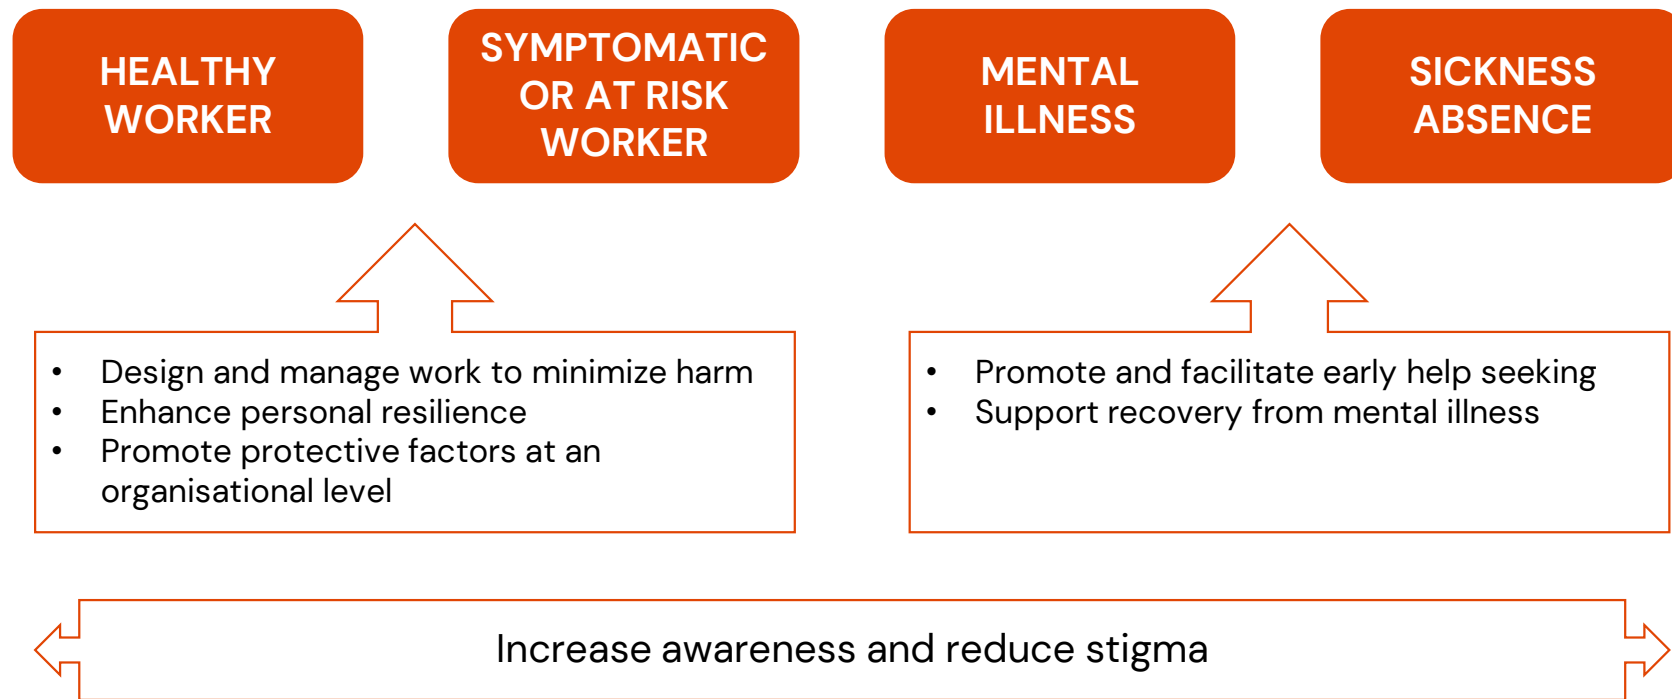 HEALTHY
WORKER
SYMPTOMATIC
OR AT RISK
WORKER
MENTAL
ILLNESS
SICKNESS
ABSENCE
• Design and manage work to minimize harm
• Enhance personal resilience
• Promote protective factors at an
organisational level
• Promote and facilitate early help seeking
• Support recovery from mental illness
Increase awareness and reduce stigma